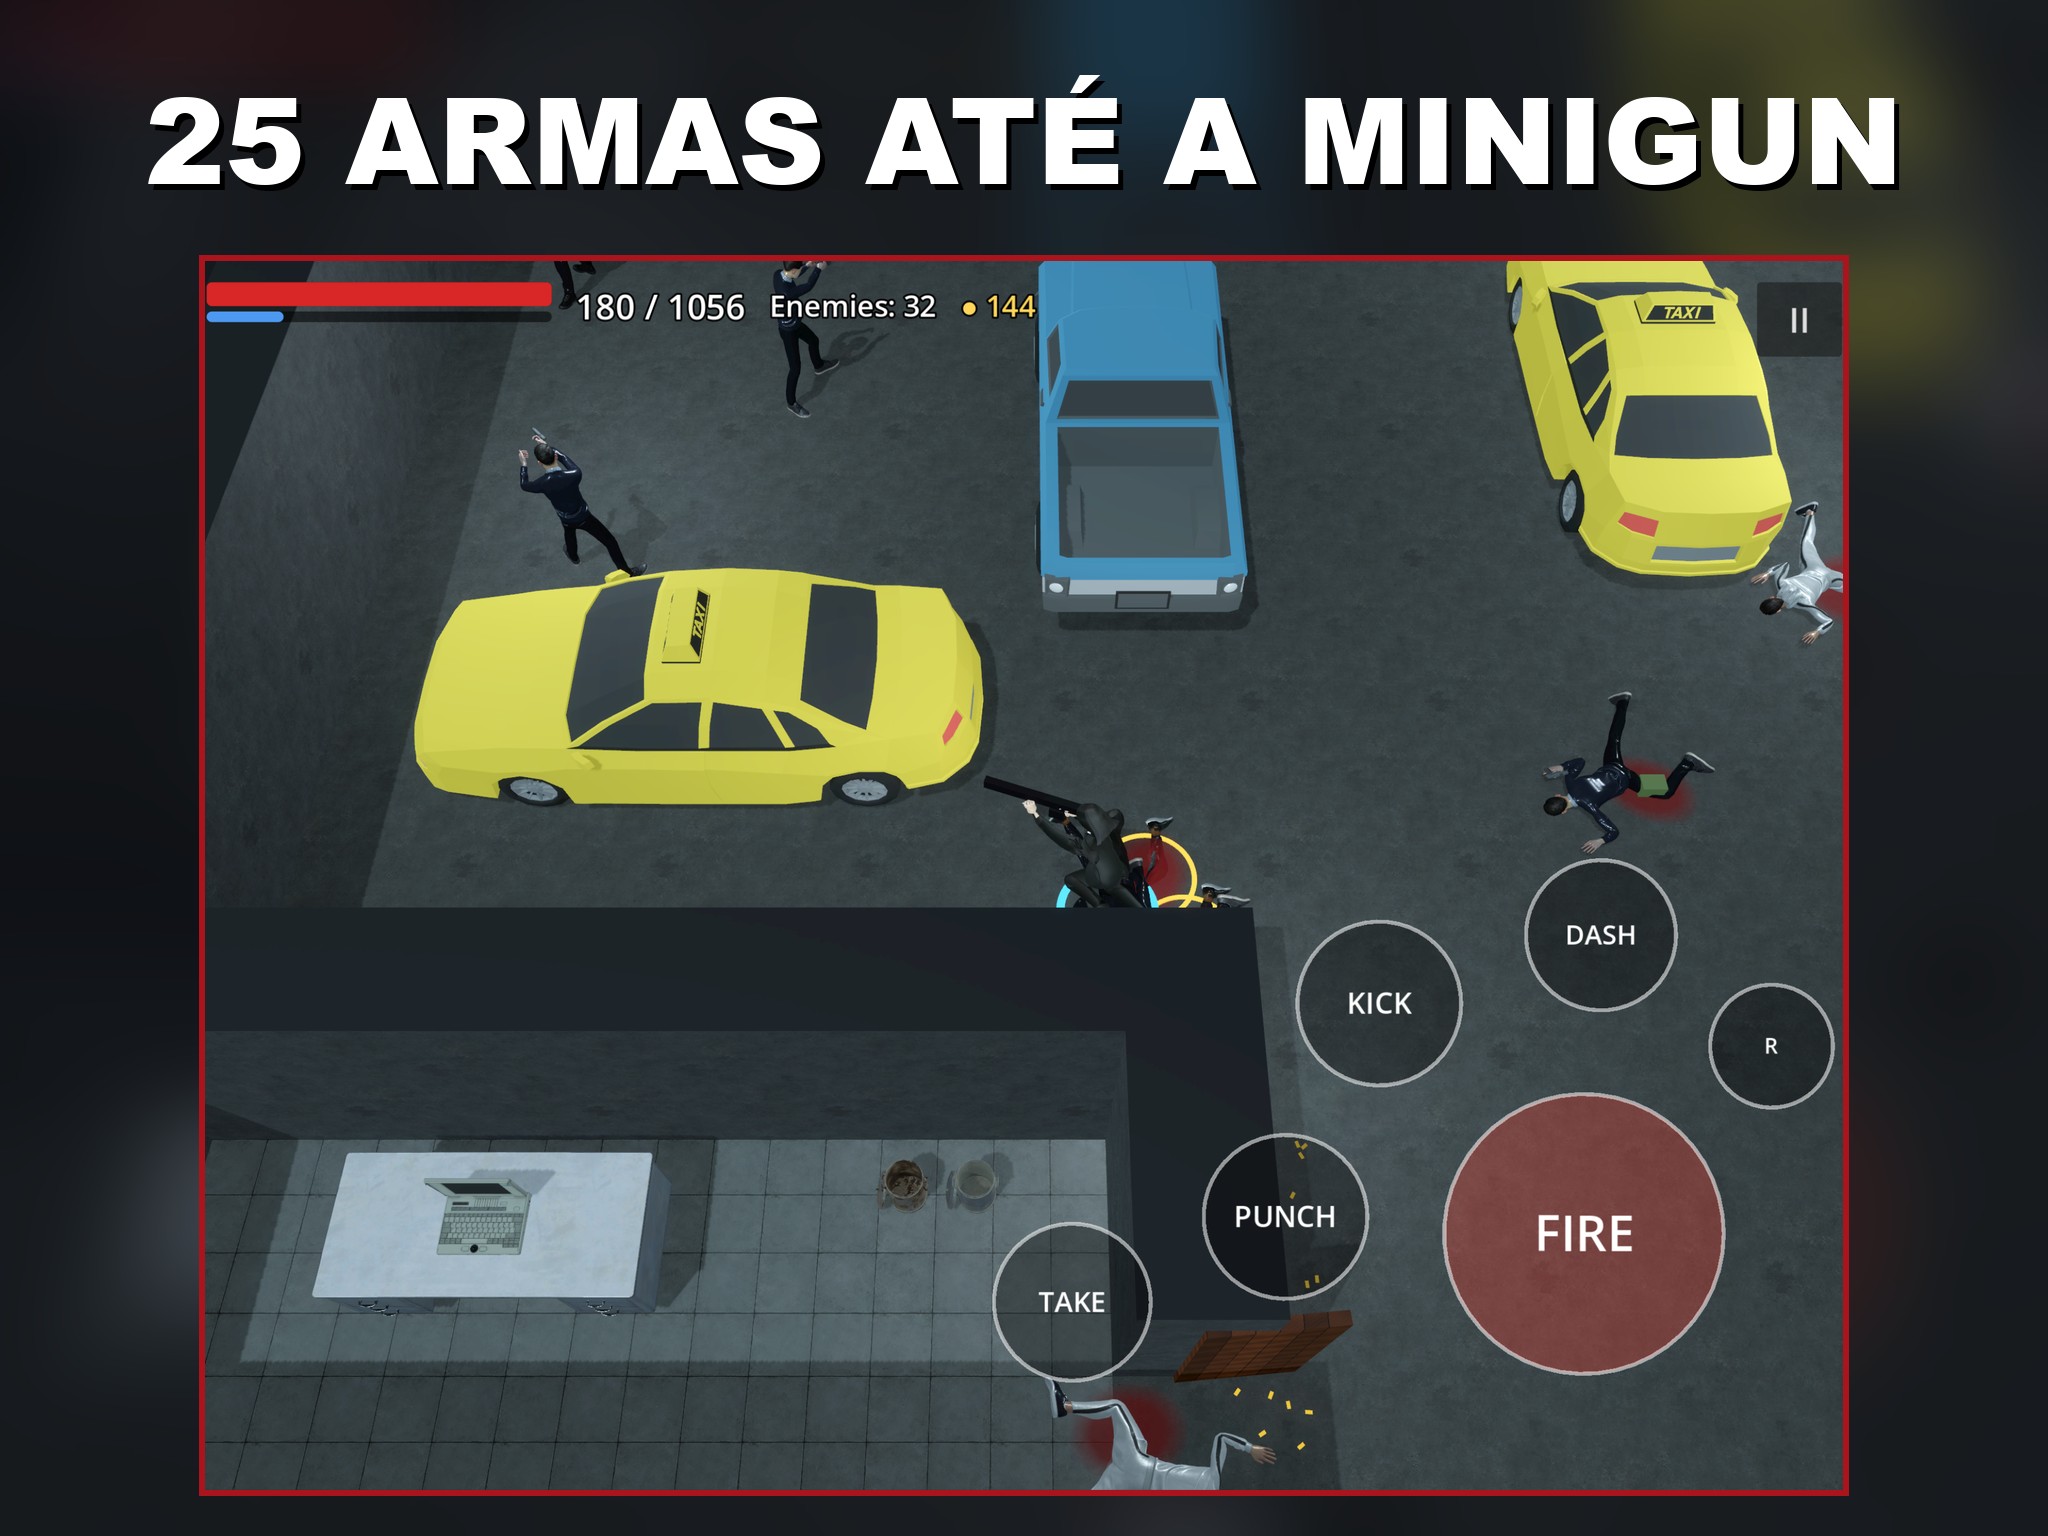 25 ARMAS ATÉ A MINIGUN
180 / 1056 Enemies: 32 144
TAXI
TAXI
DASH
KICK
R
PUNCH
FIRE
TAKE